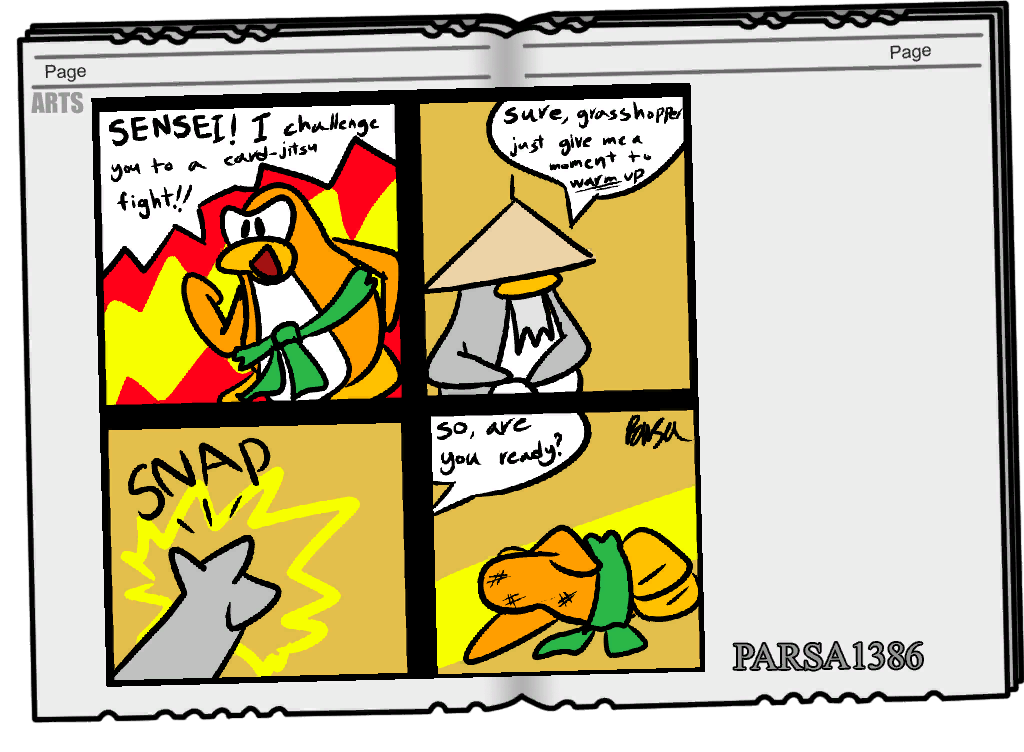 Page
Page
ARTS
SENSEI! I challenge
you to a card-jitsu
fight!!
sure, grasshopper
just give me a
moment to
warm up
SNAP
so, are
you ready?
Parsa
PARSA1386